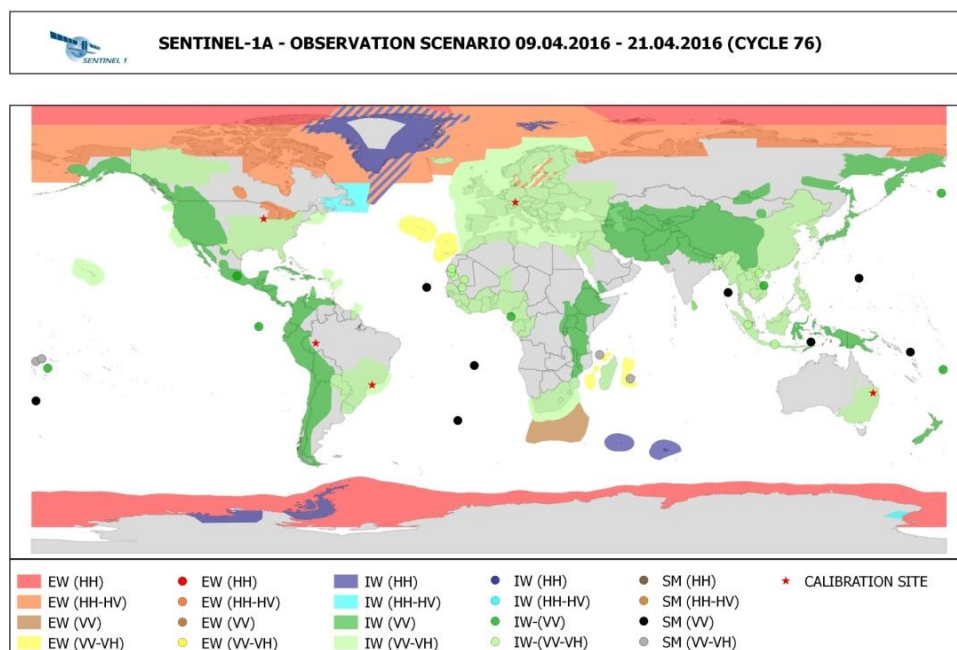 SENTINEL-1A - OBSERVATION SCENARIO 09.04.2016 - 21.04.2016 (CYCLE 76)
SENTINEL 1
EW (HH) EW (HH) IW (HH) IW (HH) SM (HH) CALIBRATION SITE
EW (HH-HV) EW (HH-HV) IW (HH-HV) IW (HH-HV) SM (HH-HV)
EW (VV) EW (VV) IW (VV) IW-(VV) SM (VV)
EW (VV-VH) EW (VV-VH) IW (VV-VH) IW-(VV-VH) SM (VV-VH)